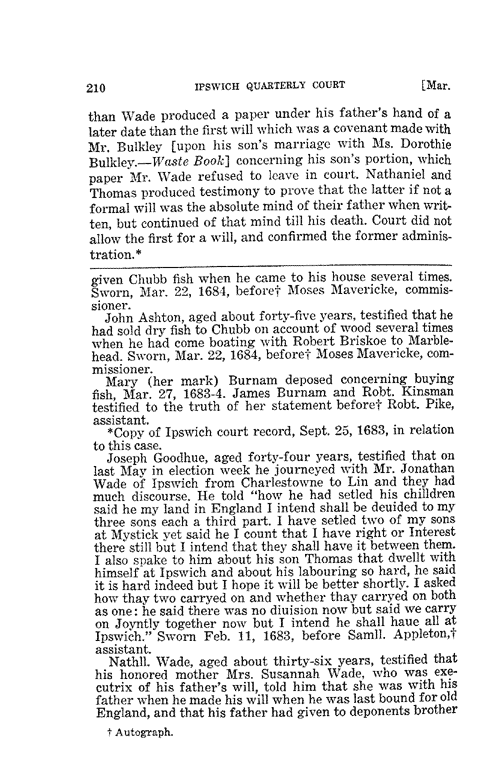 210 IPSWICH QUARTERLY COURT [Mar.
than Wade produced a paper under his father's hand of a
later date than the first will which was a covenant made with
Mr. Bulkley [upon his son's marriage with Ms. Dorothie
Bulkley.—Waste Book] concerning his son's portion, which
paper Mr. Wade refused to leave in court. Nathaniel and
Thomas produced testimony to prove that the latter if not a
formal will was the absolute mind of their father when writ-
ten, but continued of that mind till his death. Court did not
allow the first for a will, and confirmed the former adminis-
tration.*
given Chubb fish when he came to his house several times.
Sworn, Mar. 22, 1684, before† Moses Mavericke, commis-
sioner.
John Ashton, aged about forty-five years, testified that he
had sold dry fish to Chubb on account of wood several times
when he had come boating with Robert Briskoe to Marble-
head. Sworn, Mar. 22, 1684, before† Moses Mavericke, com-
missioner.
Mary (her mark) Burnam deposed concerning buying
fish, Mar. 27, 1683-4. James Burnam and Robt. Kinsman
testified to the truth of her statement before† Robt. Pike,
assistant.
*Copy of Ipswich court record, Sept. 25, 1683, in relation
to this case.
Joseph Goodhue, aged forty-four years, testified that on
last May in election week he journeyed with Mr. Jonathan
Wade of Ipswich from Charlestowne to Lin and they had
much discourse. He told "how he had setled his chilldren
said he my land in England I intend shall be deuided to my
three sons each a third part. I have setled two of my sons
at Mystick yet said he I count that I have right or Interest
there still but I intend that they shall have it between them.
I also spake to him about his son Thomas that dwellt with
himself at Ipswich and about his labouring so hard, he said
it is hard indeed but I hope it will be better shortly. I asked
how thay two carryed on and whether thay carryed on both
as one: he said there was no diuision now but said we carry
on Joyntly together now but I intend he shall haue all at
Ipswich." Sworn Feb. 11, 1683, before Samll. Appleton,†
assistant.
Nathll. Wade, aged about thirty-six years, testified that
his honored mother Mrs. Susannah Wade, who was exe-
cutrix of his father's will, told him that she was with his
father when he made his will when he was last bound for old
England, and that his father had given to deponents brother
† Autograph.